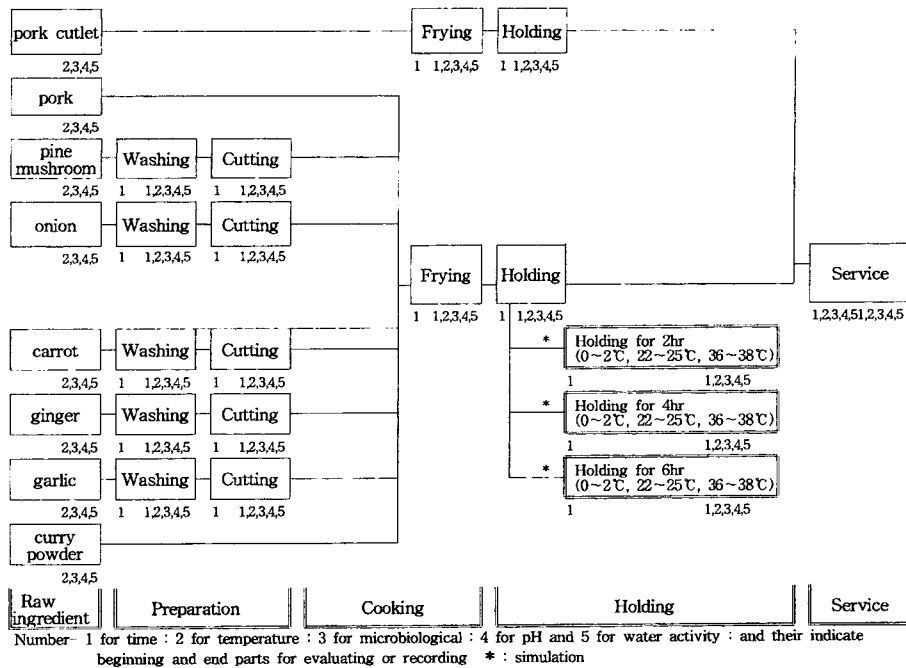 pork cutlet Frying Holding
2,3,4,5 1 1,2,3,4,5 1 1,2,3,4,5
pork
2,3,4,5
pine
mushroom Washing Cutting
2,3,4,5 1 1,2,3,4,5 1 1,2,3,4,5
onion Washing Cutting
2,3,4,5 1 1,2,3,4,5 1 1,2,3,4,5
Frying Holding Service
1 1,2,3,4,5 1 1,2,3,4,5 1,2,3,4,51,2,3,4,5
carrot Washing Cutting
2,3,4,5 1 1,2,3,4,5 1 1,2,3,4,5
* Holding for 2hr
(0~2℃, 22~25℃, 36~38℃)
1 1,2,3,4,5
ginger Washing Cutting
2,3,4,5 1 1,2,3,4,5 1 1,2,3,4,5
* Holding for 4hr
(0~2℃, 22~25℃, 36~38℃)
1 1,2,3,4,5
garlic Washing Cutting
2,3,4,5 1 1,2,3,4,5 1 1,2,3,4,5
* Holding for 6hr
(0~2℃, 22~25℃, 36~38℃)
1 1,2,3,4,5
curry
powder
2,3,4,5
Raw
ingredient Preparation Cooking Holding Service
Number- 1 for time : 2 for temperature : 3 for microbiological : 4 for pH and 5 for water activity : and their indicate
beginning and end parts for evaluating or recording * : simulation